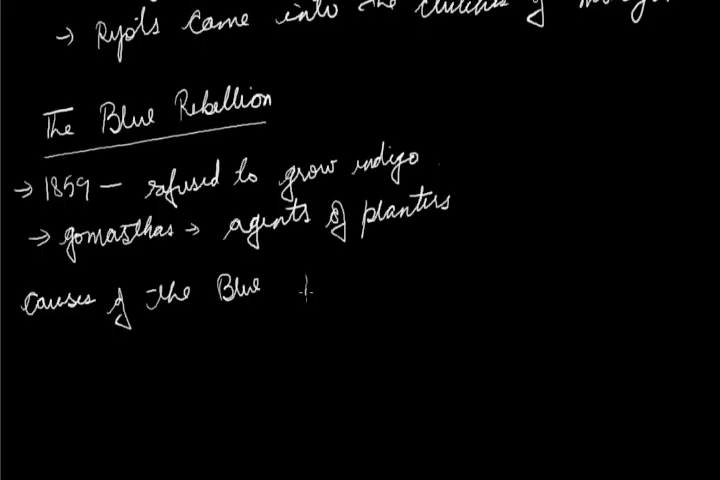 → Ryots came into the clutches of
The Blue Rebellion
→ 1859 – refused to grow indigo
→ gomasthas → agents of planters
Causes of the Blue